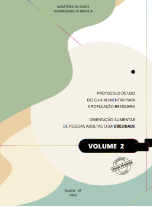 MINISTÉRIO DA SAÚDE
UNIVERSIDADE DE BRASÍLIA
PROTOCOLO DE USO
DO GUIA ALIMENTAR PARA
A POPULAÇÃO BRASILEIRA
ORIENTAÇÃO ALIMENTAR
DE PESSOAS ADULTAS COM OBESIDADE
VOLUME 2
Brasília DF
2022